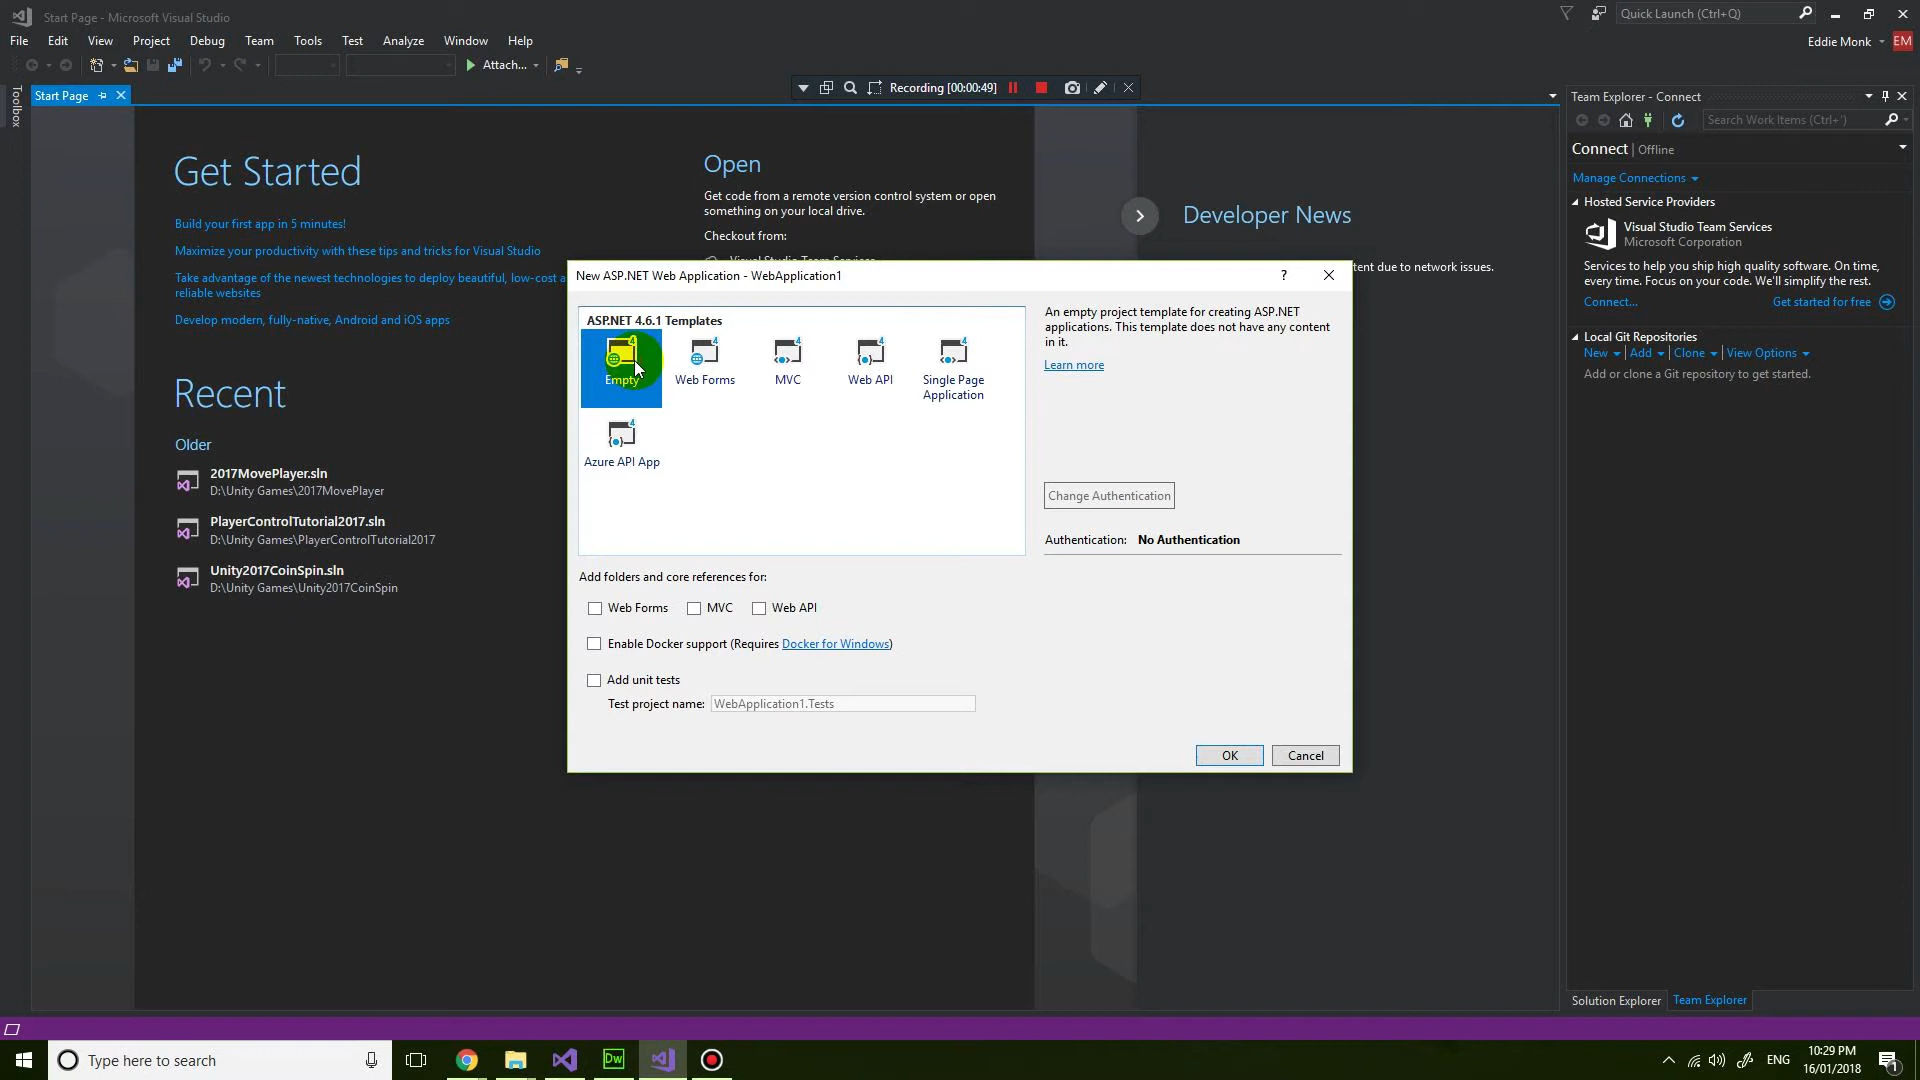 Start Page - Microsoft Visual Studio
Quick Launch (Ctrl+Q)
File Edit View Project Debug Team Tools Test Analyze Window Help
Eddie Monk EM
Attach...
Recording [00:00:49]
Toolbox
Start Page
Team Explorer - Connect
Search Work Items (Ctrl+')
Connect | Offline
Manage Connections
Hosted Service Providers
Visual Studio Team Services
Microsoft Corporation
Services to help you ship high quality software. On time,
every time. Focus on your code. We'll simplify the rest.
Connect... Get started for free
Local Git Repositories
New Add Clone View Options
Add or clone a Git repository to get started.
Get Started
Build your first app in 5 minutes!
Maximize your productivity with these tips and tricks for Visual Studio
Take advantage of the newest technologies to deploy beautiful, low-cost a
reliable websites
Develop modern, fully-native, Android and iOS apps
Recent
Older
2017MovePlayer.sln
D:\Unity Games\2017MovePlayer
PlayerControlTutorial2017.sln
D:\Unity Games\PlayerControlTutorial2017
Unity2017CoinSpin.sln
D:\Unity Games\Unity2017CoinSpin
Open
Get code from a remote version control system or open
something on your local drive.
Checkout from:
Visual Studio Team Services
Developer News
tent due to network issues.
New ASP.NET Web Application - WebApplication1
?
ASP.NET 4.6.1 Templates
Empty
Web Forms
MVC
Web API
Single Page
Application
Azure API App
An empty project template for creating ASP.NET
applications. This template does not have any content
in it.
Learn more
Change Authentication
Authentication: No Authentication
Add folders and core references for:
Web Forms MVC Web API
Enable Docker support (Requires Docker for Windows)
Add unit tests
Test project name: WebApplication1.Tests
OK Cancel
Solution Explorer Team Explorer
Type here to search
Dw
ENG
10:29 PM
16/01/2018
1